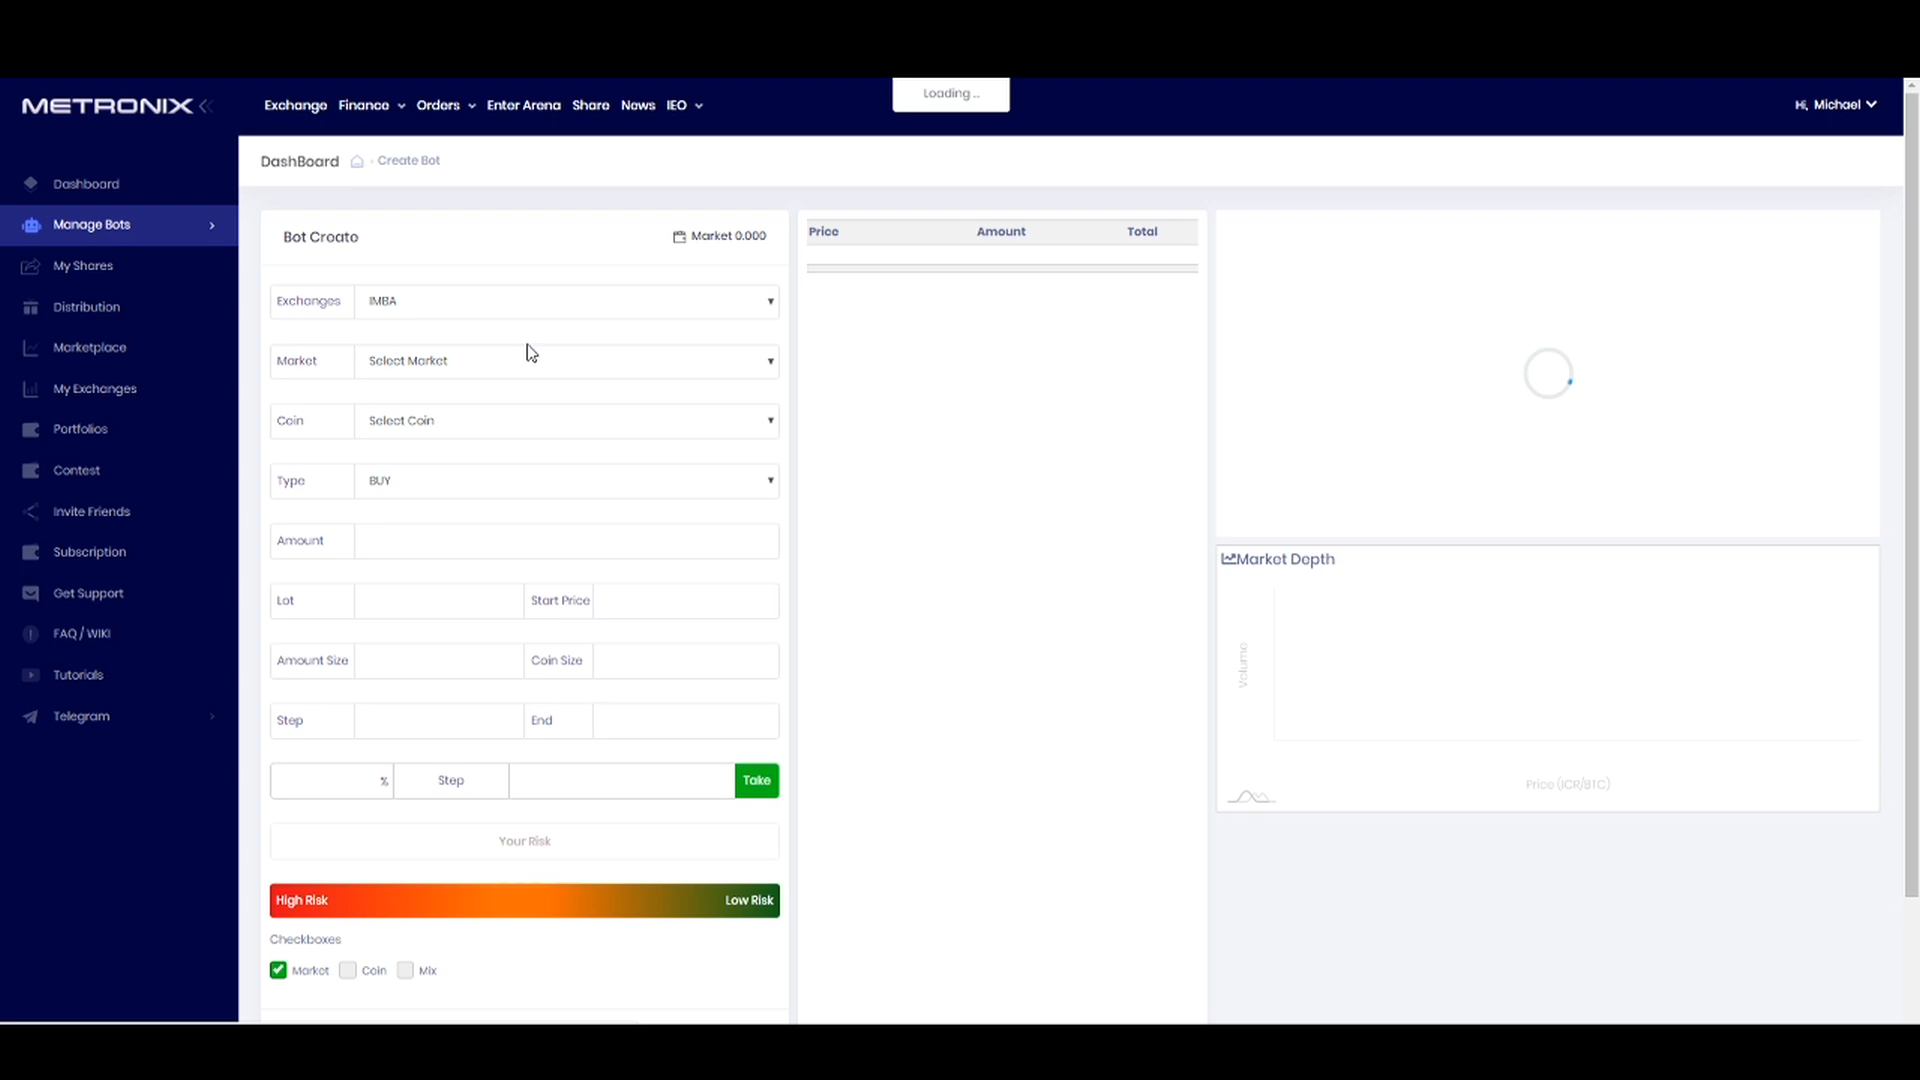 METRONIX
Exchange Finance Orders Enter Arena Share News IEO
Loading ..
Hi, Michael
DashBoard Create Bot
Dashboard
Manage Bots
My Shares
Distribution
Marketplace
My Exchanges
Portfolios
Contest
Invite Friends
Subscription
Get Support
FAQ / WIKI
Tutorials
Telegram
Bot Create
Market 0.000
Exchanges IMBA
Market Select Market
Coin Select Coin
Type BUY
Amount
Lot Start Price
Amount Size Coin Size
Step End
% Step Take
Your Risk
High Risk Low Risk
Checkboxes
Market Coin Mix
Price Amount Total
Market Depth
Volume
Price (ICR/BTC)